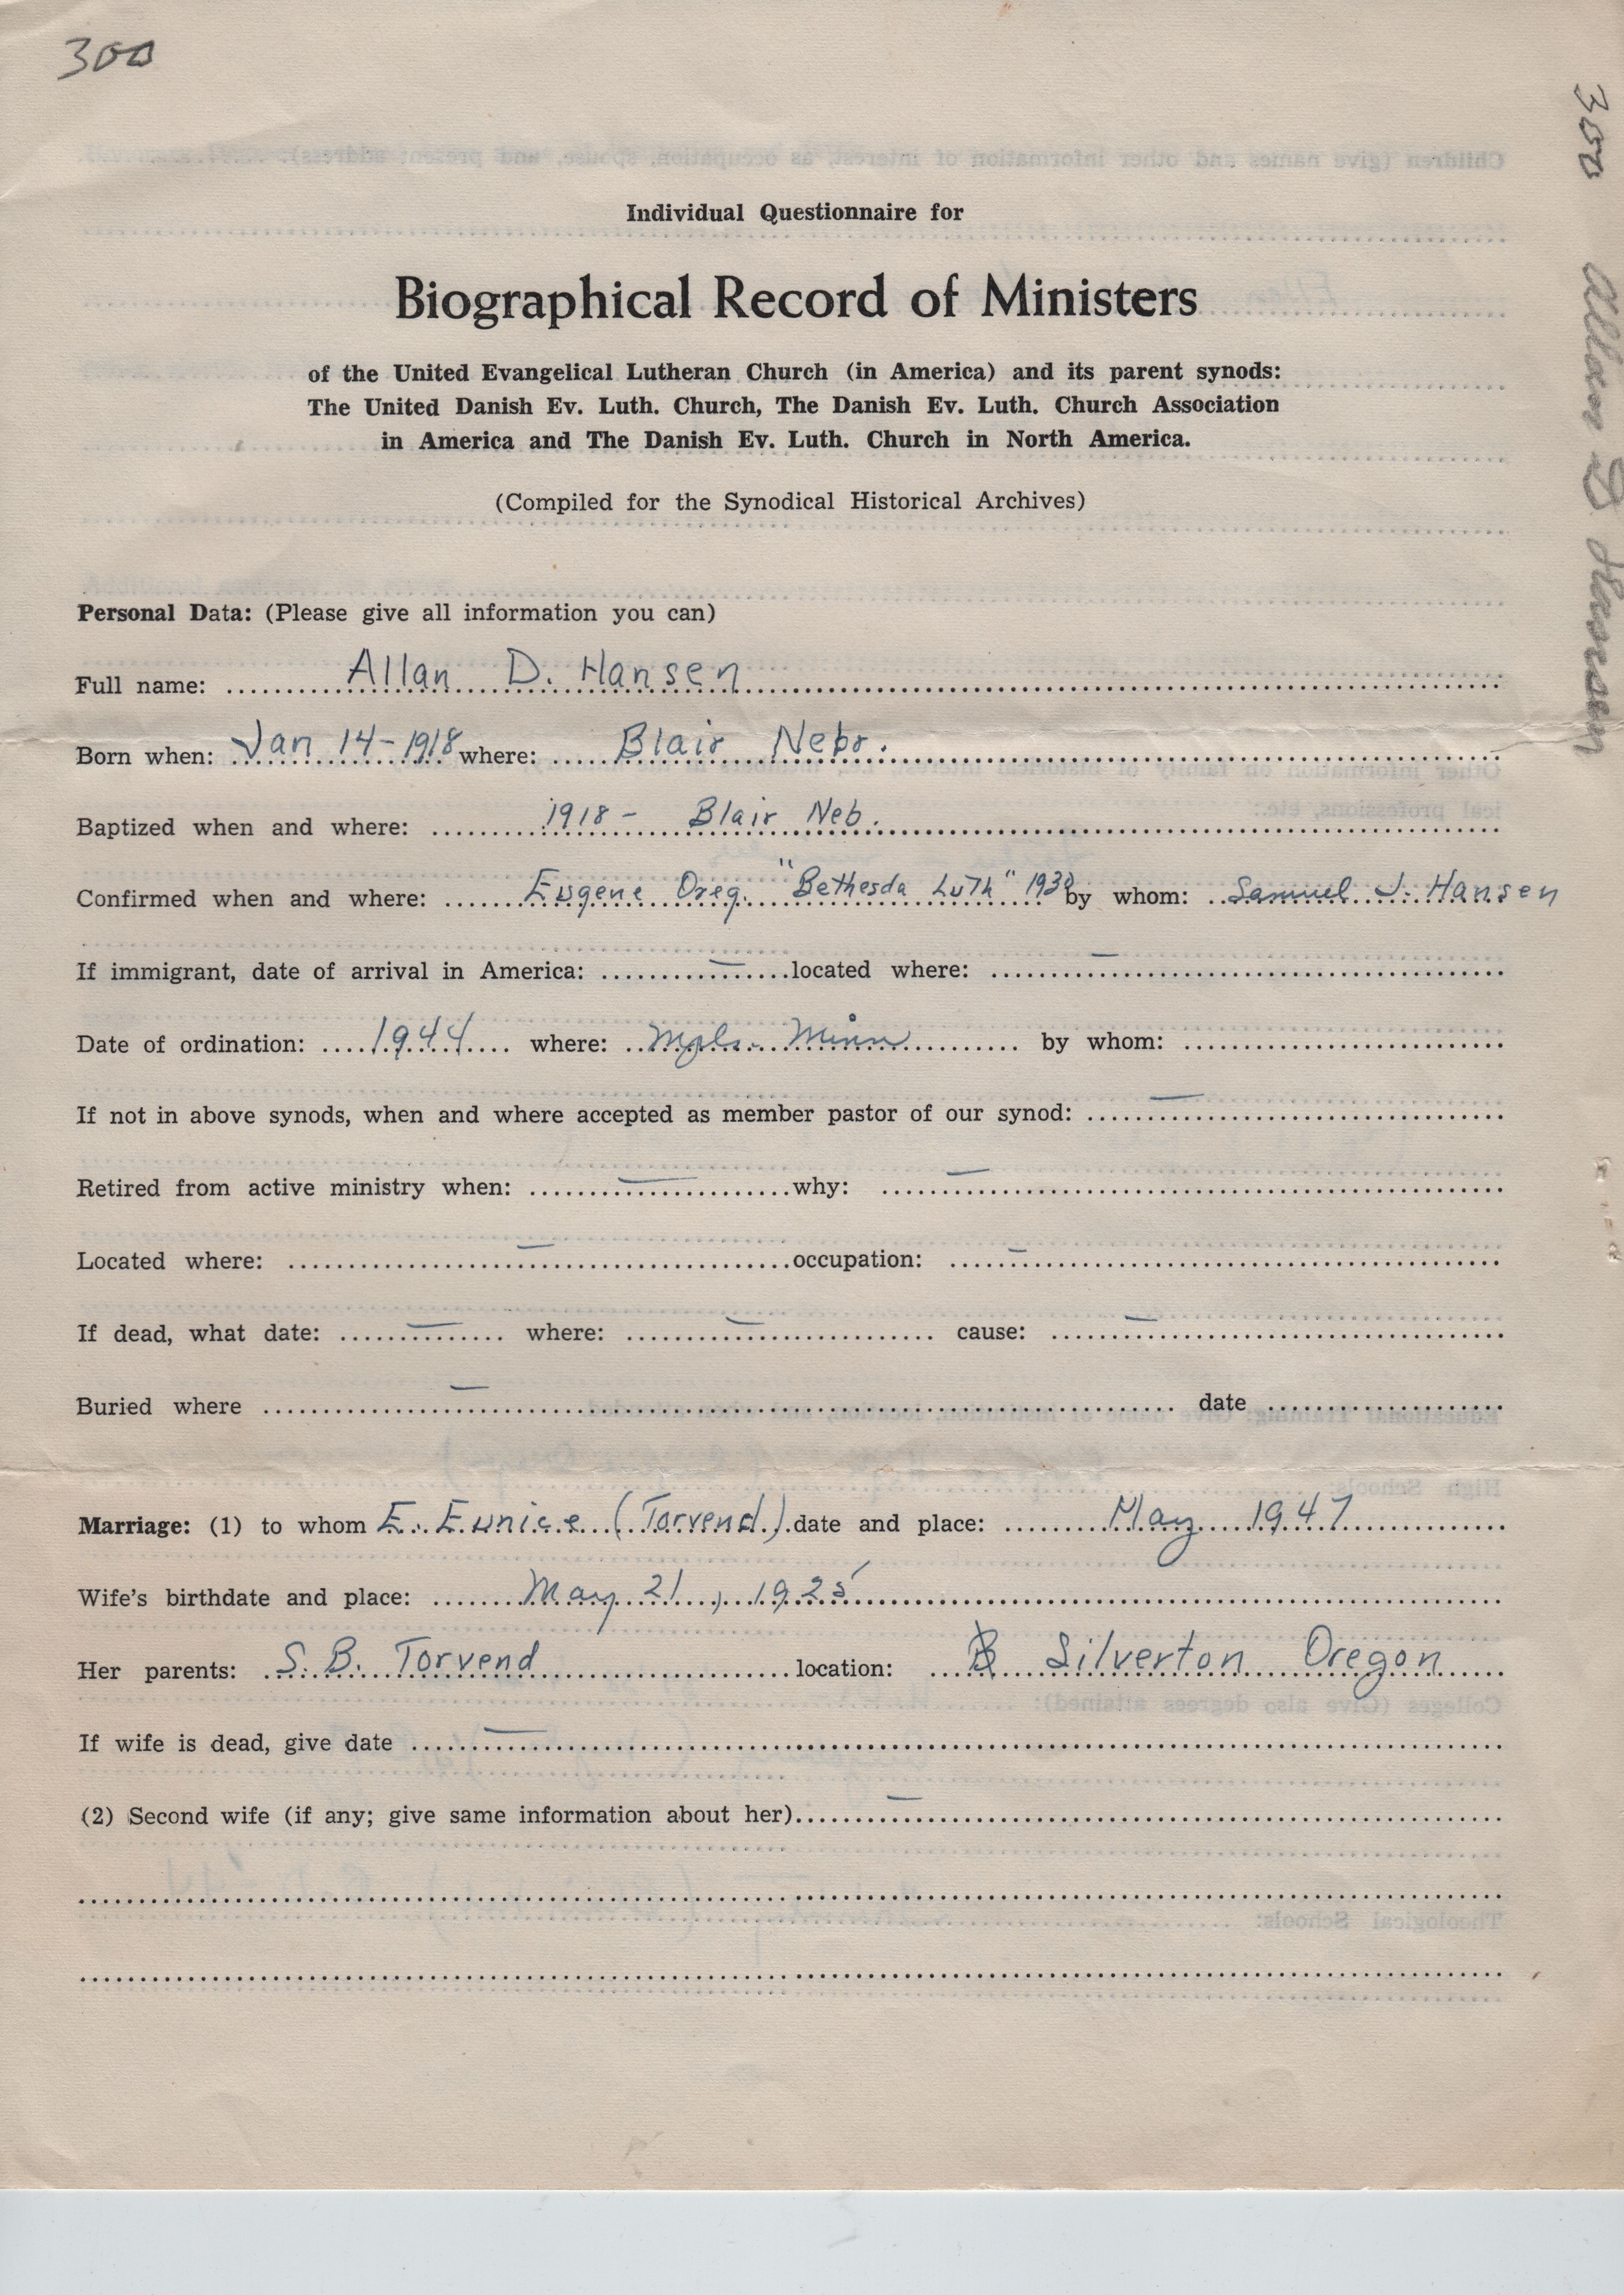 300
300 Allan D Hansen
Individual Questionnaire for
Biographical Record of Ministers
of the United Evangelical Lutheran Church (in America) and its parent synods:
The United Danish Ev. Luth. Church, The Danish Ev. Luth. Church Association
in America and The Danish Ev. Luth. Church in North America.
(Compiled for the Synodical Historical Archives)
Personal Data: (Please give all information you can)
Full name: Allan D. Hansen
Born when: Jan 14-1918 where: Blair Nebr.
Baptized when and where: 1918 - Blair Neb.
Confirmed when and where: Eugene Oreg. "Bethesda Luth" 1932 by whom: Samuel J. Hansen
If immigrant, date of arrival in America: — located where: —
Date of ordination: 1944 where: Mpls. Minn by whom:
If not in above synods, when and where accepted as member pastor of our synod: —
Retired from active ministry when: — why: —
Located where: — occupation: —
If dead, what date: — where: — cause: —
Buried where — date
Marriage: (1) to whom E. Eunice (Torvend) date and place: May 1947
Wife's birthdate and place: May 21, 1925
Her parents: S. B. Torvend location: Silverton Oregon
If wife is dead, give date —
(2) Second wife (if any; give same information about her) —